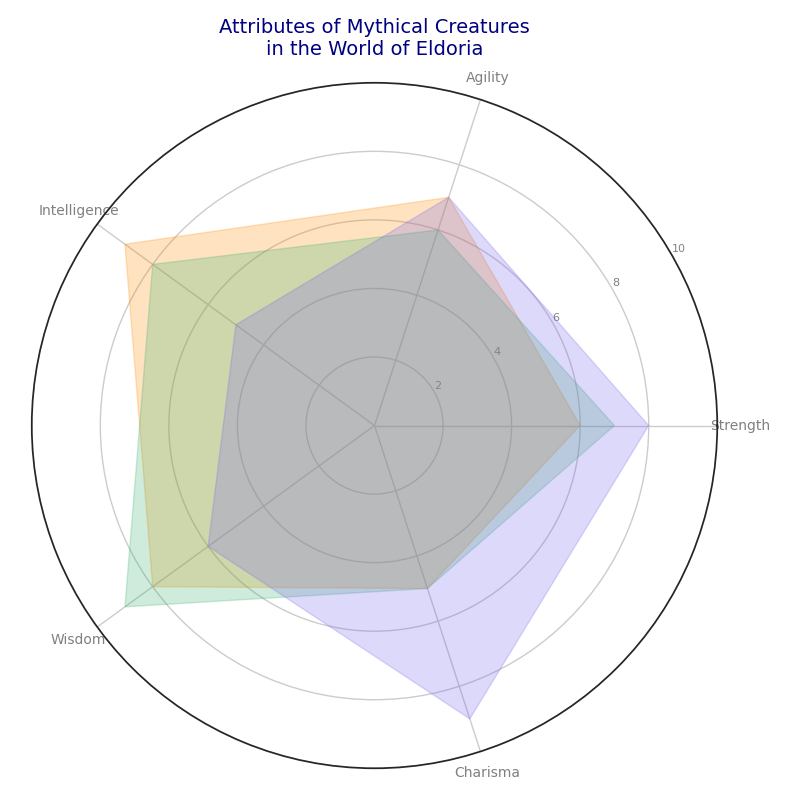 Attributes of Mythical Creatures
in the World of Eldoria
Agility
Intelligence
10
8
6
4
2
Strength
Wisdom
Charisma